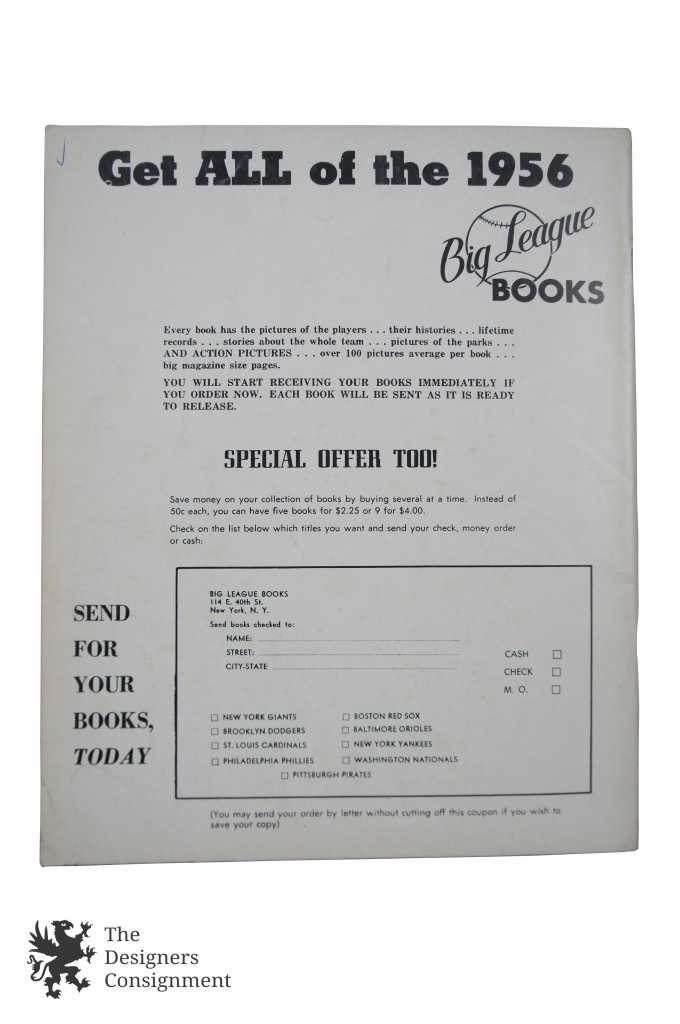 Get ALL of the 1956
Big League
BOOKS
Every book has the pictures of the players . . . their histories . . . lifetime
records . . . stories about the whole team . . . pictures of the parks . . .
AND ACTION PICTURES . . . over 100 pictures average per book . . .
big magazine size pages.
YOU WILL START RECEIVING YOUR BOOKS IMMEDIATELY IF
YOU ORDER NOW. EACH BOOK WILL BE SENT AS IT IS READY
TO RELEASE.
SPECIAL OFFER TOO!
Save money on your collection of books by buying several at a time. Instead of
50c each, you can have five books for $2.25 or 9 for $4.00.
Check on the list below which titles you want and send your check, money order
or cash:
SEND
FOR
YOUR
BOOKS,
TODAY
BIG LEAGUE BOOKS
114 E. 40th St.
New York, N. Y.
Send books checked to:
NAME:
STREET:
CITY-STATE
CASH
CHECK
M. O.
NEW YORK GIANTS
BROOKLYN DODGERS
ST. LOUIS CARDINALS
PHILADELPHIA PHILLIES
BOSTON RED SOX
BALTIMORE ORIOLES
NEW YORK YANKEES
WASHINGTON NATIONALS
PITTSBURGH PIRATES
(You may send your order by letter without cutting off this coupon if you wish to
save your copy)
The
Designers
Consignment